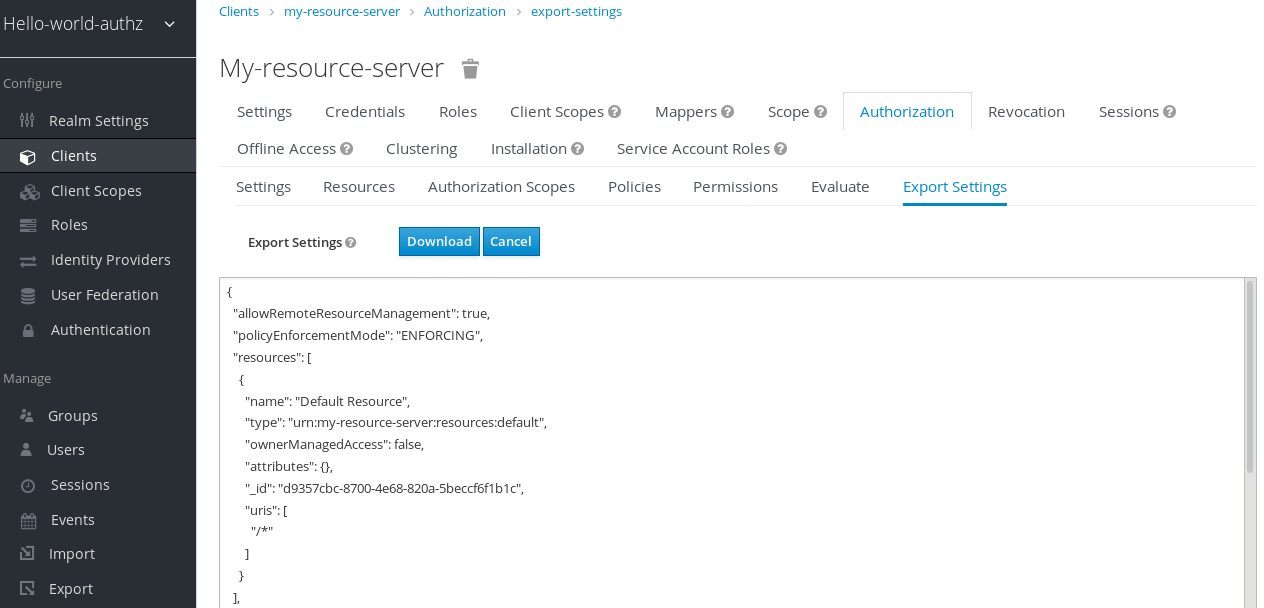 Hello-world-authz
Configure
Realm Settings
Clients
Client Scopes
Roles
Identity Providers
User Federation
Authentication
Manage
Groups
Users
Sessions
Events
Import
Export
Clients > my-resource-server > Authorization > export-settings
My-resource-server
Settings Credentials Roles Client Scopes Mappers Scope Authorization Revocation Sessions
Offline Access Clustering Installation Service Account Roles
Settings Resources Authorization Scopes Policies Permissions Evaluate Export Settings
Export Settings Download Cancel
{
"allowRemoteResourceManagement": true,
"policyEnforcementMode": "ENFORCING",
"resources": [
{
"name": "Default Resource",
"type": "urn:my-resource-server:resources:default",
"ownerManagedAccess": false,
"attributes": {},
"_id": "d9357cbc-8700-4e68-820a-5beccf6f1b1c",
"uris": [
"/*"
]
}
],